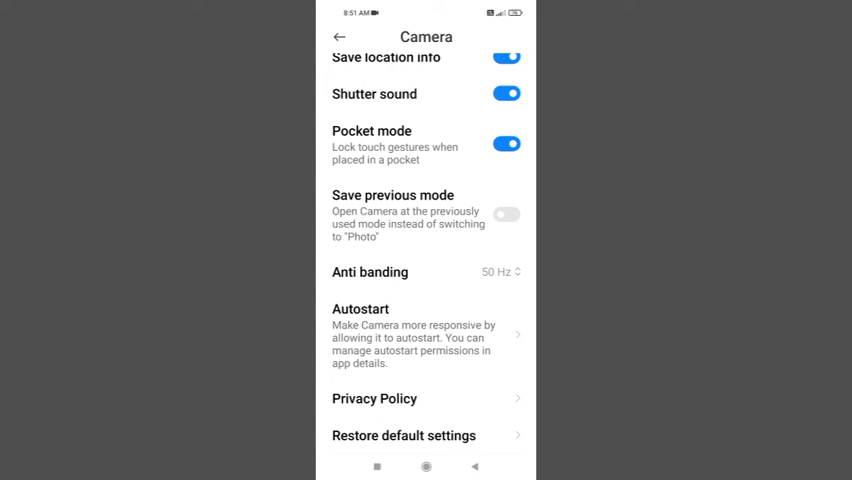 8:51 AM
Camera
Save location info
Shutter sound
Pocket mode
Lock touch gestures when
placed in a pocket
Save previous mode
Open Camera at the previously
used mode instead of switching
to "Photo"
Anti banding
50 Hz
Autostart
Make Camera more responsive by
allowing it to autostart. You can
manage autostart permissions in
app details.
Privacy Policy
Restore default settings